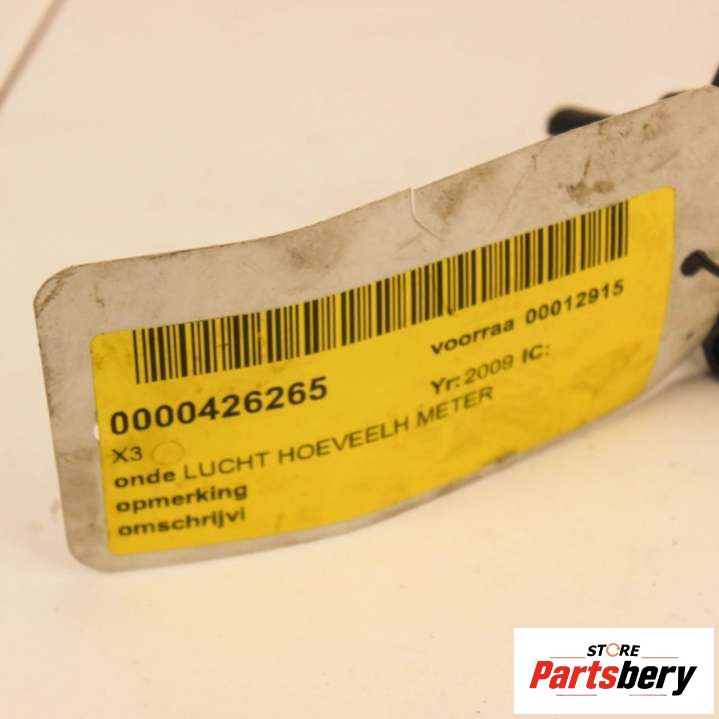 0000426265 voorraa 00012915
X3 Yr: 2009 IC:
onde LUCHT HOEVEELH METER
opmerking
omschrijvi
STORE
Partsbery